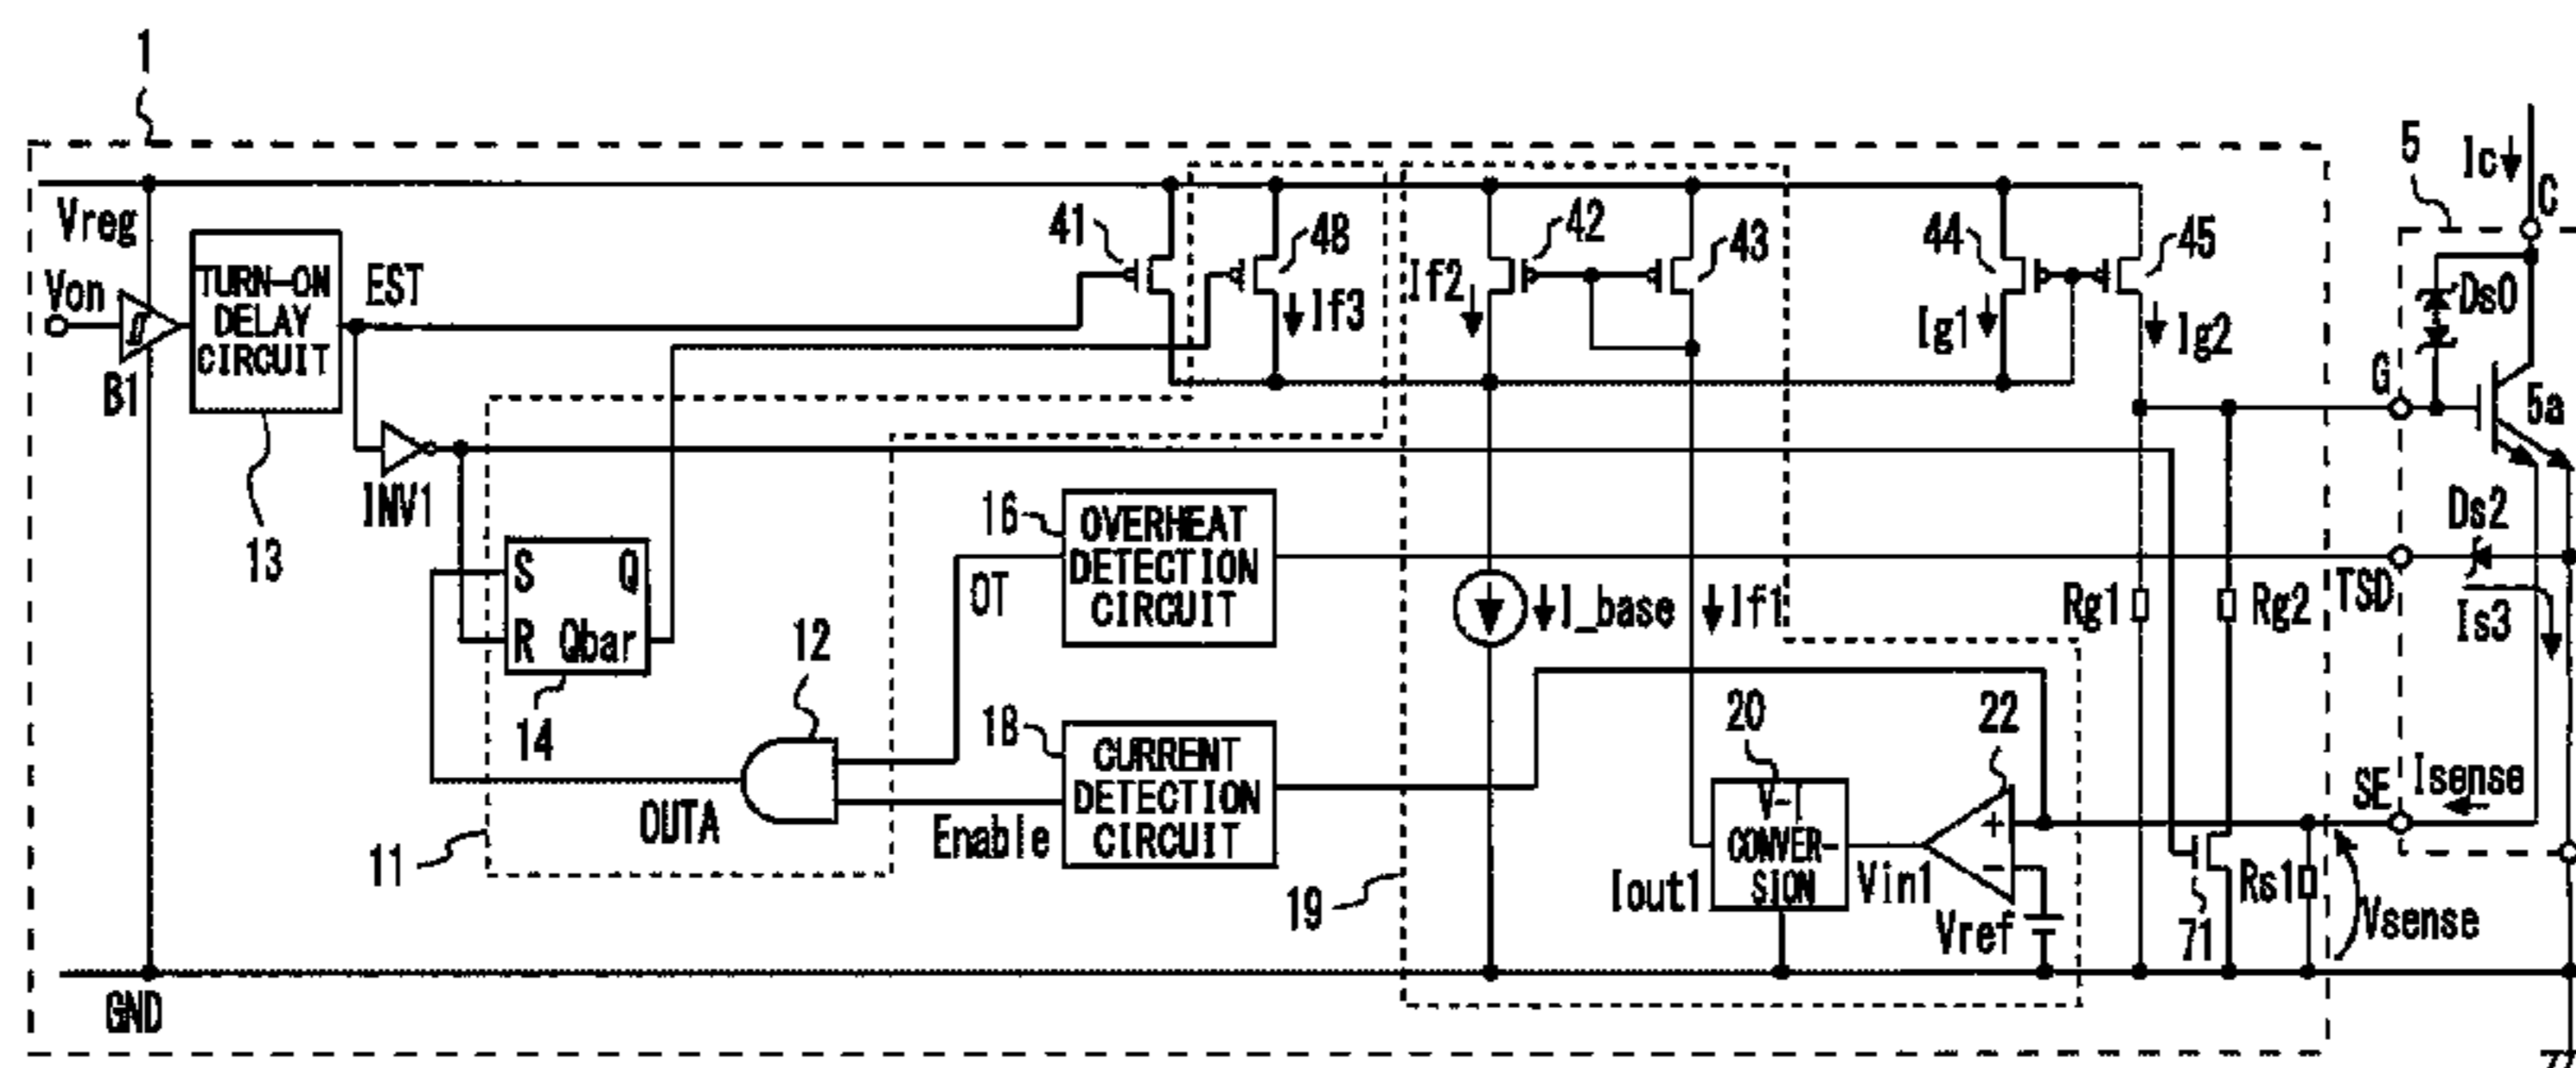 1
5
Ic
C
Vreg
41
48
42
43
44
45
Von
EST
If3
If2
Ig1
Ig2
Ds0
TURN-ON
DELAY
CIRCUIT
B1
G
5a
INV1
13
16
OVERHEAT
DETECTION
CIRCUIT
OT
Ds2
TSD
Is3
S
Q
R
Qbar
14
12
I_base
If1
Rg1
Rg2
18
CURRENT
DETECTION
CIRCUIT
20
22
V-I
CONVER-
SION
+
-
SE
Isense
OUTA
Enable
11
19
Iout1
Vin1
Vref
71
Rs1
Vsense
GND